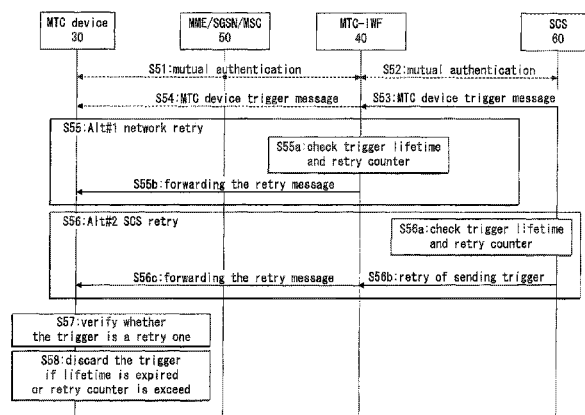 MTC device
30
MME/SGSN/MSC
50
MTC-IWF
40
SCS
60
S51:mutual authentication
S52:mutual authentication
S54:MTC device trigger message
S53:MTC device trigger message
S55:Alt#1 network retry
S55a:check trigger lifetime
and retry counter
S55b:forwarding the retry message
S56:Alt#2 SCS retry
S56a:check trigger lifetime
and retry counter
S56c:forwarding the retry message
S56b:retry of sending trigger
S57:verify whether
the trigger is a retry one
S58:discard the trigger
if lifetime is expired
or retry counter is exceed